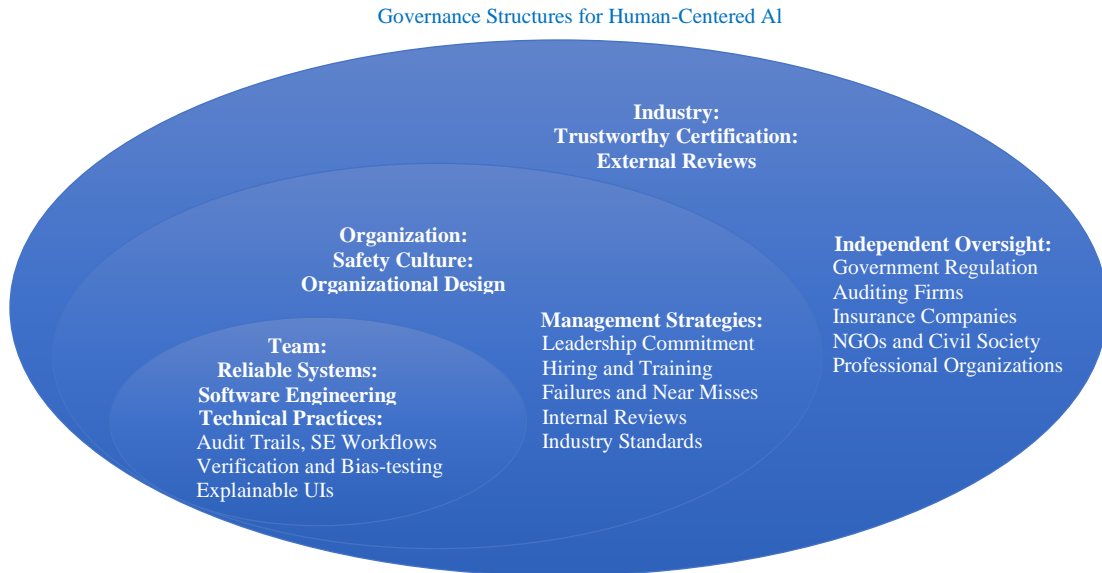 Governance Structures for Human-Centered AI
Industry:
Trustworthy Certification:
External Reviews
Organization:
Safety Culture:
Organizational Design
Independent Oversight:
Government Regulation
Auditing Firms
Insurance Companies
NGOs and Civil Society
Professional Organizations
Management Strategies:
Leadership Commitment
Hiring and Training
Failures and Near Misses
Internal Reviews
Industry Standards
Team:
Reliable Systems:
Software Engineering
Technical Practices:
Audit Trails, SE Workflows
Verification and Bias-testing
Explainable UIs